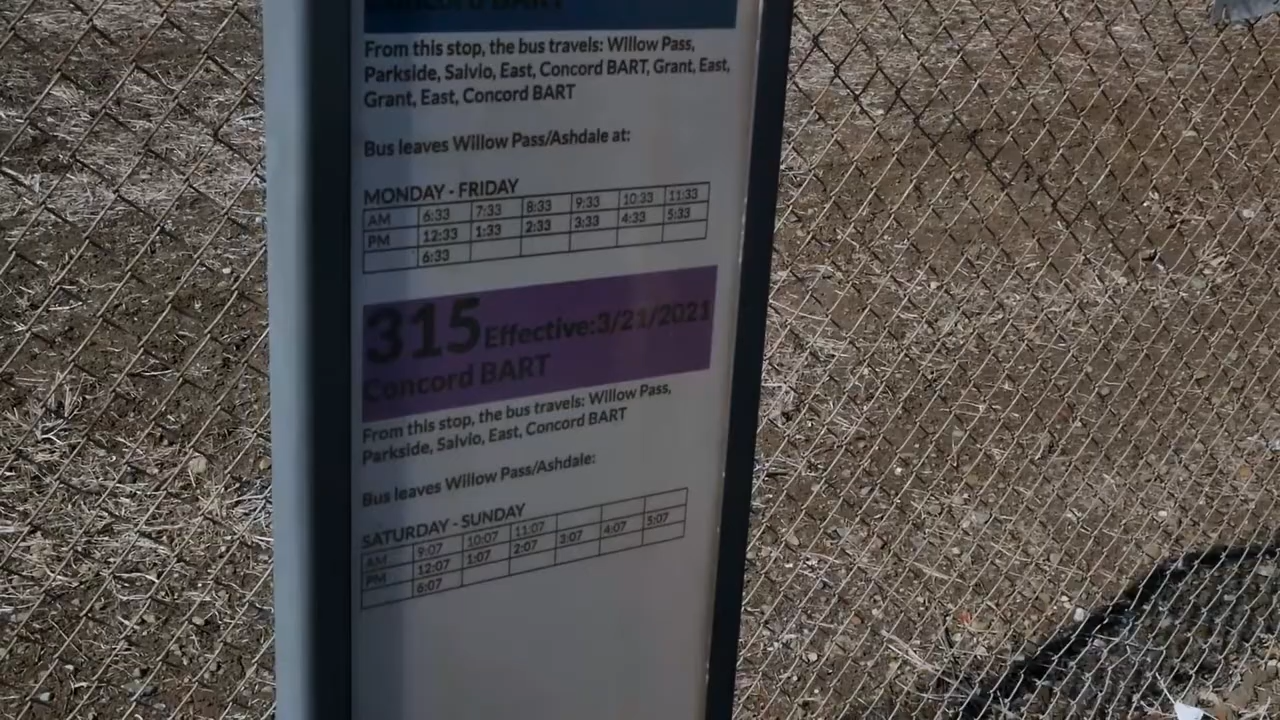 Concord BART
From this stop, the bus travels: Willow Pass,
Parkside, Salvio, East, Concord BART, Grant, East,
Grant, East, Concord BART
Bus leaves Willow Pass/Ashdale at:
MONDAY - FRIDAY
AM 6:33 7:33 8:33 9:33 10:33 11:33
PM 12:33 1:33 2:33 3:33 4:33 5:33
6:33
315 Effective:3/21/2021
Concord BART
From this stop, the bus travels: Willow Pass,
Parkside, Salvio, East, Concord BART
Bus leaves Willow Pass/Ashdale:
SATURDAY - SUNDAY
AM 9:07 10:07 11:07
PM 12:07 1:07 2:07 3:07 4:07 5:07
6:07